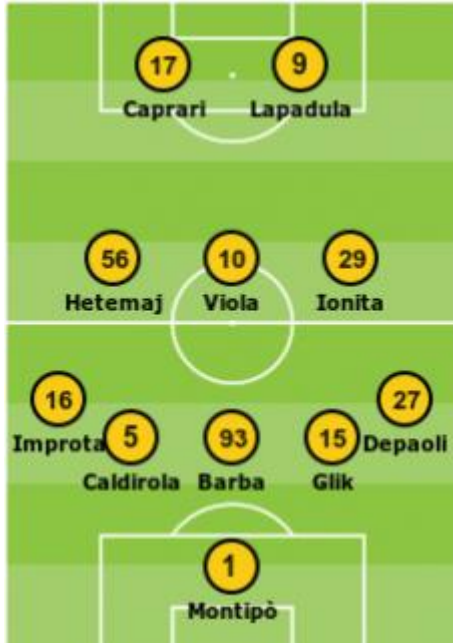 17 9
Caprari Lapadula
56 10 29
Hetemaj Viola Ionita
16 27
Improta 5 93 15 Depaoli
Caldirola Barba Glik
1
Montipò